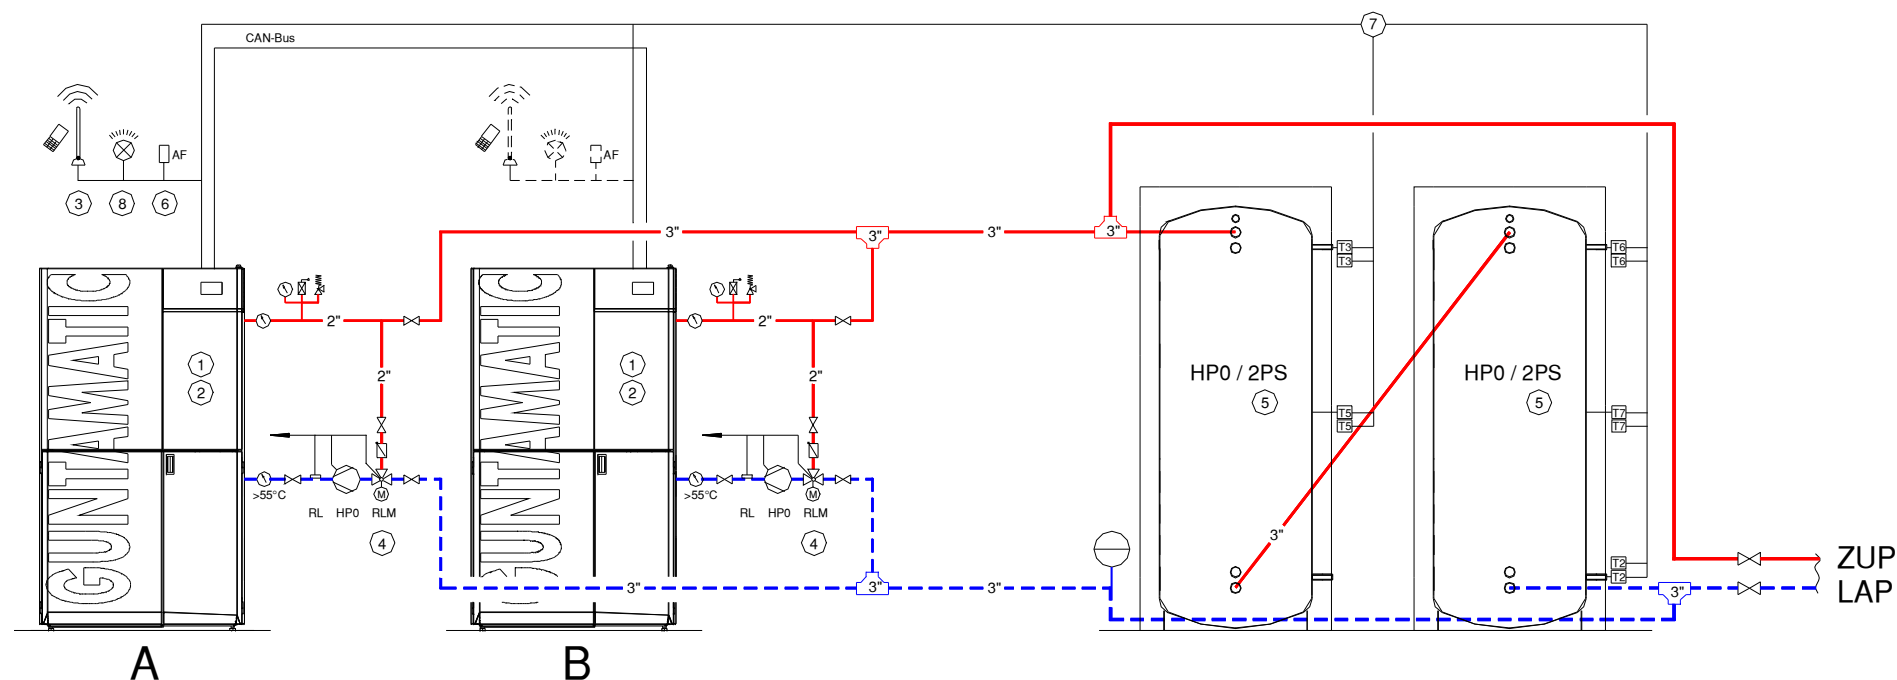 7
CAN-Bus
AF
AF
3
8
6
3"
3"
3"
3"
T3
T3
T6
T6
GUNTAMATIC
GUNTAMATIC
2"
2"
1
2
1
2
2"
2"
HP0 / 2PS
5
HP0 / 2PS
5
T5
T5
T7
T7
>55°C
RL
HP0
M
RLM
4
>55°C
RL
HP0
M
RLM
4
3"
3"
3"
3"
T2
T2
3"
ZUP
LAP
A
B